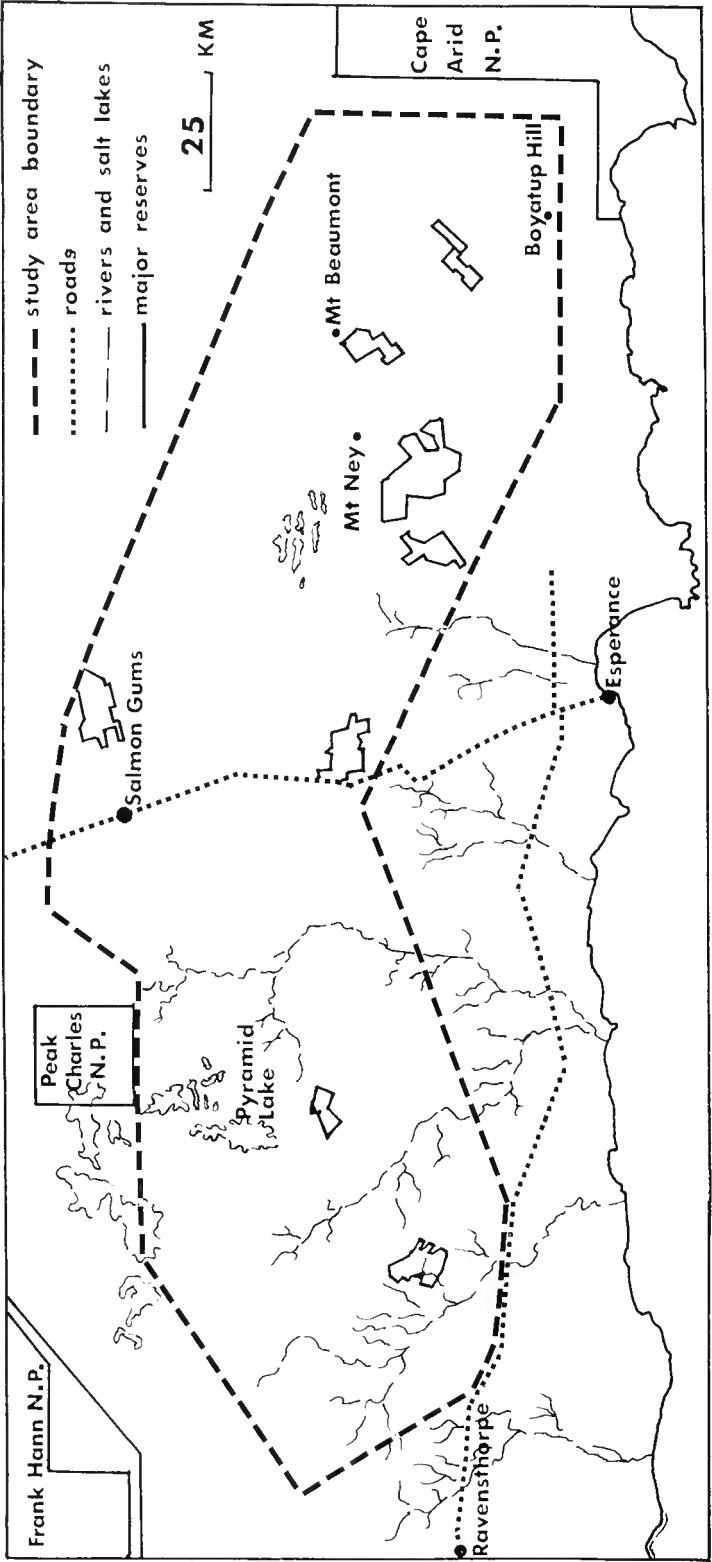 Frank Hann N.P.
Peak
Charles
N.P.
Pyramid
Lake
Ravensthorpe
Salmon Gums
Esperance
Mt Ney
Mt Beaumont
Boyatup Hill
Cape
Arid
N.P.
study area boundary
roads
rivers and salt lakes
major reserves
25 KM